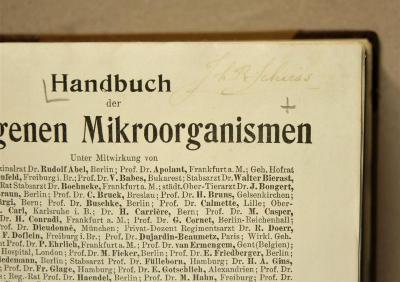 Handbuch
der
genen Mikroorganismen
Unter Mitwirkung von
Rudolf Abel, Berlin; Prof. Dr. Apolant, Frankfurt a. M.; Geh. Hofrat
Freiburg i. Br.; Prof. Dr. V. Babes, Bukarest; Stabsarzt Dr. Walter Bierast,
Rat Stabsarzt Dr. Boehncke, Frankfurt a. M.; städt. Ober-Tierarzt Dr. J. Bongert,
Berlin; Prof. Dr. C. Bruck, Breslau; Prof. Dr. H. Bruns, Gelsenkirchen;
Bern; Prof. Dr. Buschke, Berlin; Prof. Dr. Calmette, Lille; Ober-
Carl, Karlsruhe i. B.; Dr. H. Carrière, Bern; Prof. Dr. M. Casper,
Dr. H. Conradi, Frankfurt a. M.; Prof. Dr. G. Cornet, Berlin-Reichenhall;
Prof. Dr. Dieudonné, München; Privat-Dozent Regimentsarzt Dr. R. Doerr,
F. Doflein, Freiburg i. Br.; Prof. Dr. Dujardin-Beaumetz, Paris; Wirkl. Geh.
Prof. Dr. P. Ehrlich, Frankfurt a. M.; Prof. Dr. van Ermengem, Gent (Belgien);
Hospital, London; Prof. Dr. M. Ficker, Berlin; Prof. Dr. E. Friedberger, Berlin;
Stabsarzt Prof. Dr. Fülleborn, Hamburg; Dr. H. A. Gins,
Prof. Dr. Fr. Glage, Hamburg; Prof. Dr. E. Gotschlich, Alexandrien; Prof. Dr.
Reg.-Rat Prof. Dr. Haendel, Berlin; Prof. Dr. M. Hahn, Freiburg; Prof. Dr.